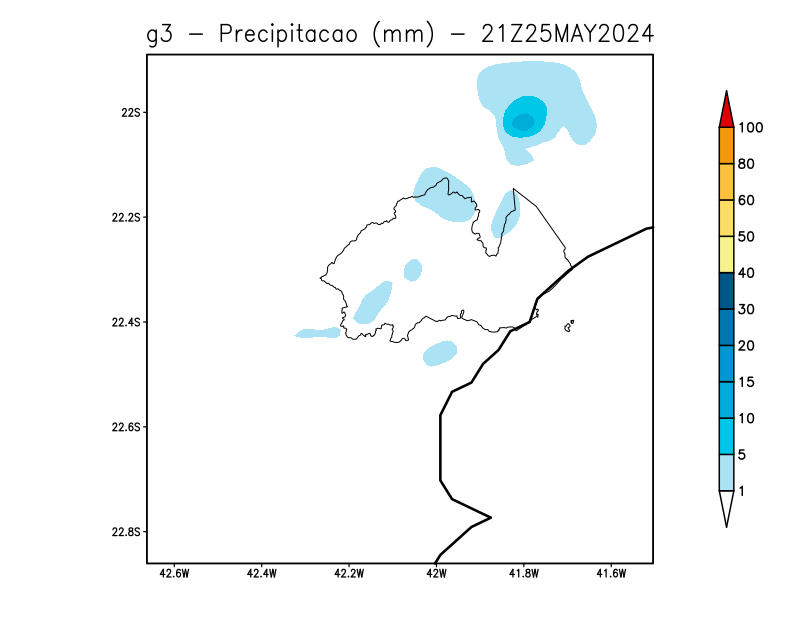 g3 - Precipitacao (mm) - 21Z25MAY2024
22S
22.2S
22.4S
22.6S
22.8S
42.6W
42.4W
42.2W
42W
41.8W
41.6W
100
80
60
50
40
30
20
15
10
5
1